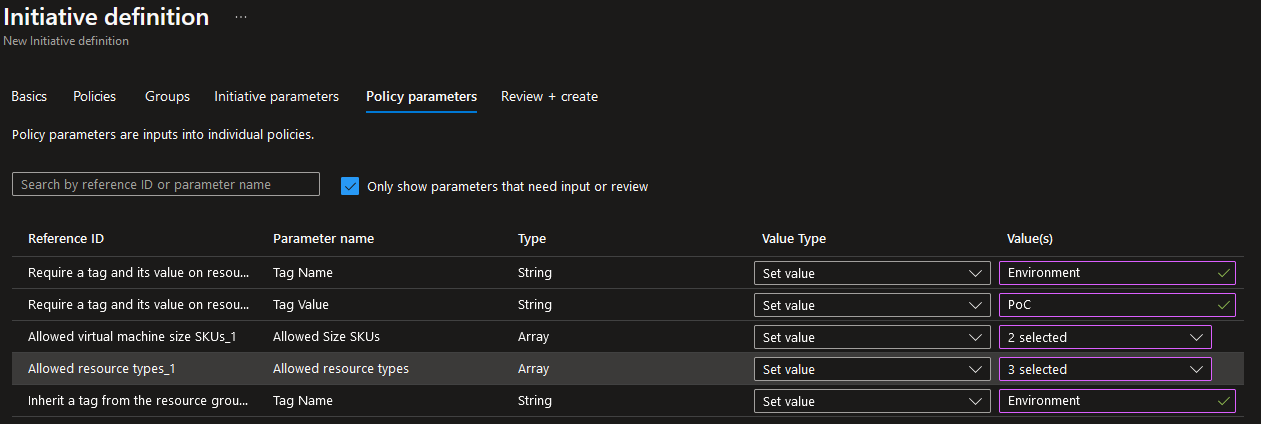 Initiative definition ...
New Initiative definition
Basics Policies Groups Initiative parameters Policy parameters Review + create
Policy parameters are inputs into individual policies.
Search by reference ID or parameter name Only show parameters that need input or review
Reference ID Parameter name Type Value Type Value(s)
Require a tag and its value on resou... Tag Name String Set value Environment
Require a tag and its value on resou... Tag Value String Set value PoC
Allowed virtual machine size SKUs_1 Allowed Size SKUs Array Set value 2 selected
Allowed resource types_1 Allowed resource types Array Set value 3 selected
Inherit a tag from the resource grou... Tag Name String Set value Environment